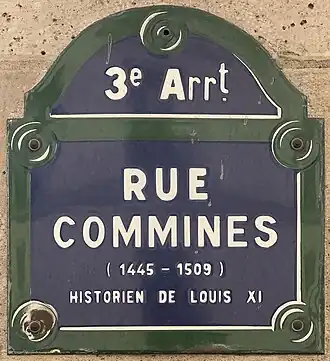 3e Arrt
RUE
COMMINES
( 1445 - 1509 )
HISTORIEN DE LOUIS XI